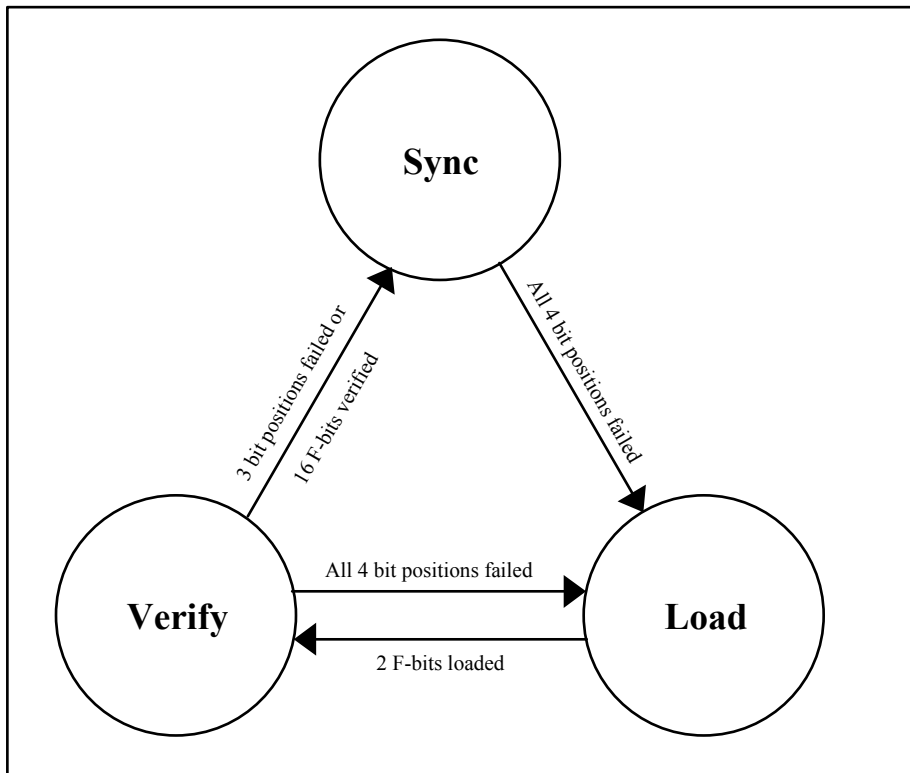 Sync
3 bit positions failed or
16 F-bits verified
All 4 bit positions failed
Verify
All 4 bit positions failed
2 F-bits loaded
Load